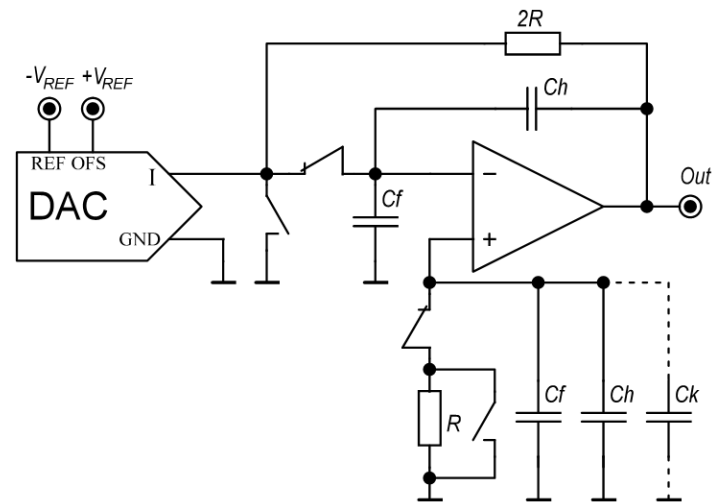 2R
-VREF +VREF
Ch
REF OFS
I
DAC
Cf
GND
−
+
Out
R
Cf
Ch
Ck